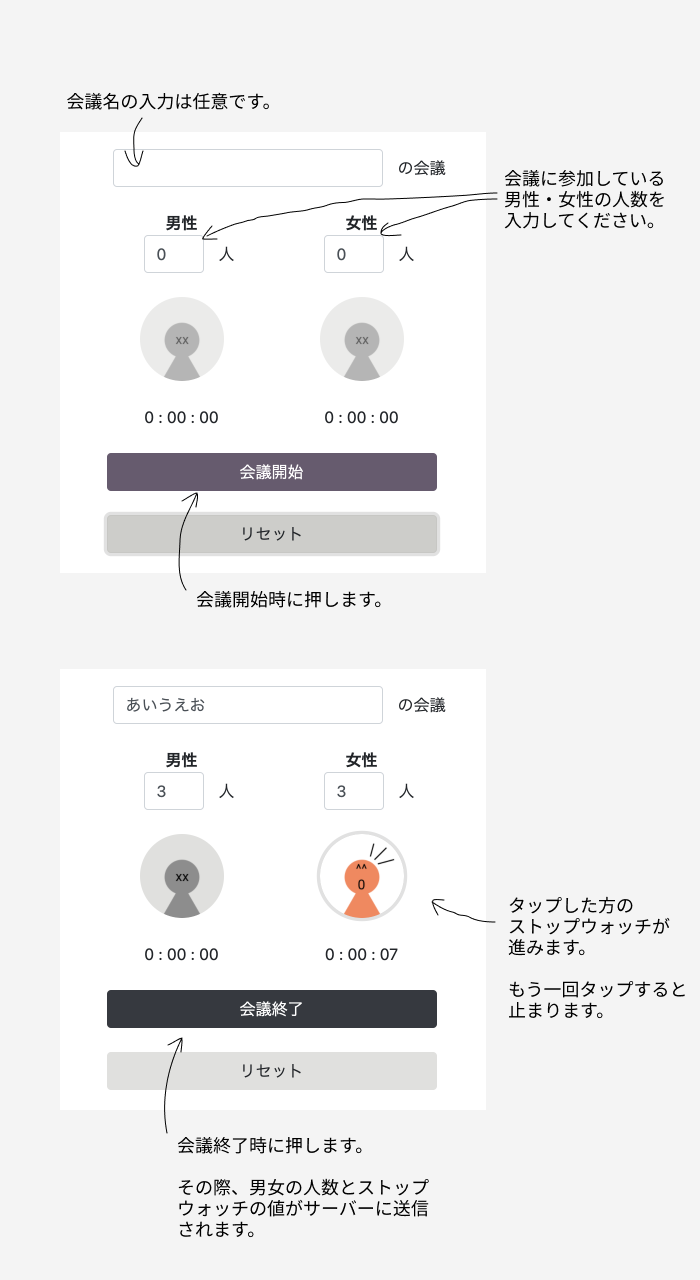 会議名の入力は任意です。
の会議
会議に参加している
男性・女性の人数を
入力してください。
男性 女性
0 人 0 人
xx xx
0 : 00 : 00 0 : 00 : 00
会議開始
リセット
会議開始時に押します。
あいうえお の会議
男性 女性
3 人 3 人
xx ^^
0
0 : 00 : 00 0 : 00 : 07
タップした方の
ストップウォッチが
進みます。
もう一回タップすると
止まります。
会議終了
リセット
会議終了時に押します。
その際、男女の人数とストップ
ウォッチの値がサーバーに送信
されます。